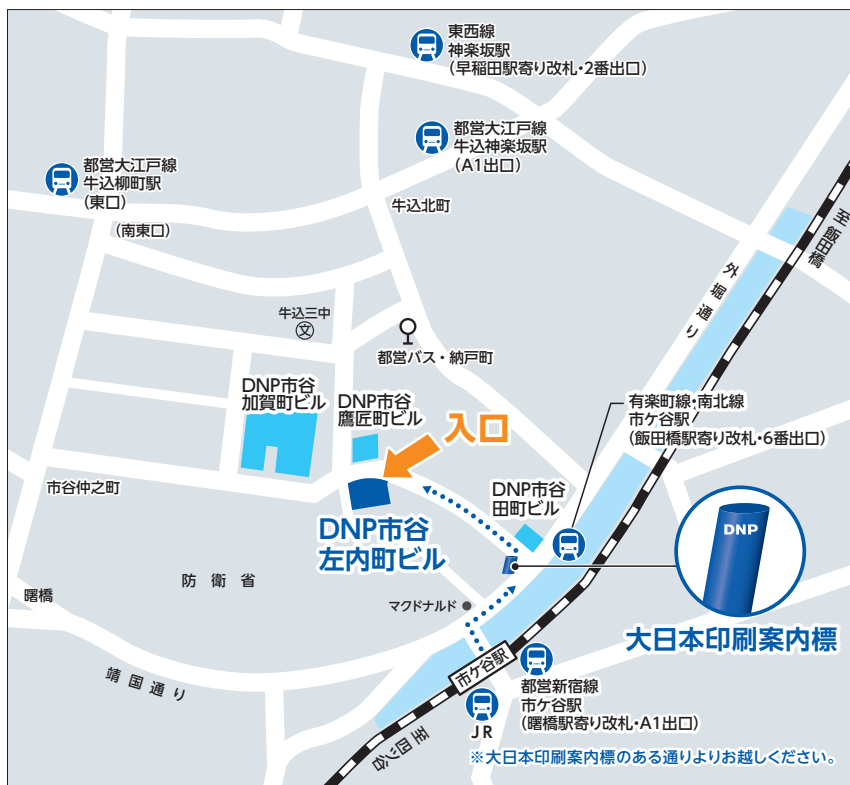 東西線
神楽坂駅
(早稲田駅寄り改札・2番出口)
都営大江戸線
牛込神楽坂駅
(A1出口)
都営大江戸線
牛込柳町駅
(東口)
(南東口)
牛込北町
至飯田橋
外堀通り
牛込三中
文
都営バス・納戸町
DNP市谷
加賀町ビル
DNP市谷
鷹匠町ビル
入口
有楽町線・南北線
市ケ谷駅
(飯田橋駅寄り改札・6番出口)
市谷仲之町
DNP市谷
左内町ビル
DNP市谷
田町ビル
DNP
大日本印刷案内標
防衛省
曙橋
マクドナルド
靖国通り
市ケ谷駅
都営新宿線
市ケ谷駅
(曙橋駅寄り改札・A1出口)
JR
至四ツ谷
※大日本印刷案内標のある通りよりお越しください。